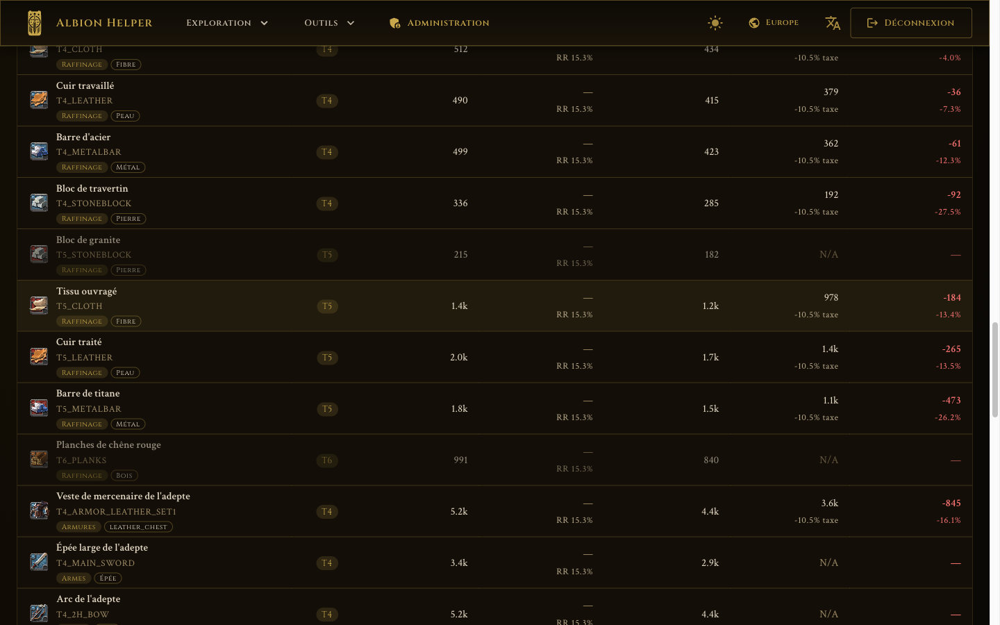 Albion Helper Exploration Outils Administration Europe Déconnexion
T4_CLOTH T4 512 434
RR 15.3% -10.5% taxe -4.0%
Raffinage Fibre
Cuir travaillé
— 379 -36
T4_LEATHER T4 490 415
RR 15.3% -10.5% taxe -7.3%
Raffinage Peau
Barre d'acier
— 362 -61
T4_METALBAR T4 499 423
RR 15.3% -10.5% taxe -12.3%
Raffinage Métal
Bloc de travertin
— 192 -92
T4_STONEBLOCK T4 336 285
RR 15.3% -10.5% taxe -27.5%
Raffinage Pierre
Bloc de granite
—
T5_STONEBLOCK T5 215 182 N/A —
RR 15.3%
Raffinage Pierre
Tissu ouvragé
— 978 -184
T5_CLOTH T5 1.4k 1.2k
RR 15.3% -10.5% taxe -13.4%
Raffinage Fibre
Cuir traité
— 1.4k -265
T5_LEATHER T5 2.0k 1.7k
RR 15.3% -10.5% taxe -13.5%
Raffinage Peau
Barre de titane
— 1.1k -473
T5_METALBAR T5 1.8k 1.5k
RR 15.3% -10.5% taxe -26.2%
Raffinage Métal
Planches de chêne rouge
—
T6_PLANKS T6 991 840 N/A —
RR 15.3%
Raffinage Bois
Veste de mercenaire de l'adepte
— 3.6k -845
T4_ARMOR_LEATHER_SET1 T4 5.2k 4.4k
RR 15.3% -10.5% taxe -16.1%
Armures leather_chest
Épée large de l'adepte
—
T4_MAIN_SWORD T4 3.4k 2.9k N/A —
RR 15.3%
Armes Épée
Arc de l'adepte
—
T4_2H_BOW T4 5.2k 4.4k N/A —
RR 15.3%